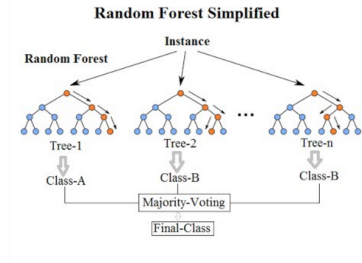 Random Forest Simplified
Instance
Random Forest
...
Tree-1
Tree-2
Tree-n
Class-A
Class-B
Class-B
Majority-Voting
Final-Class